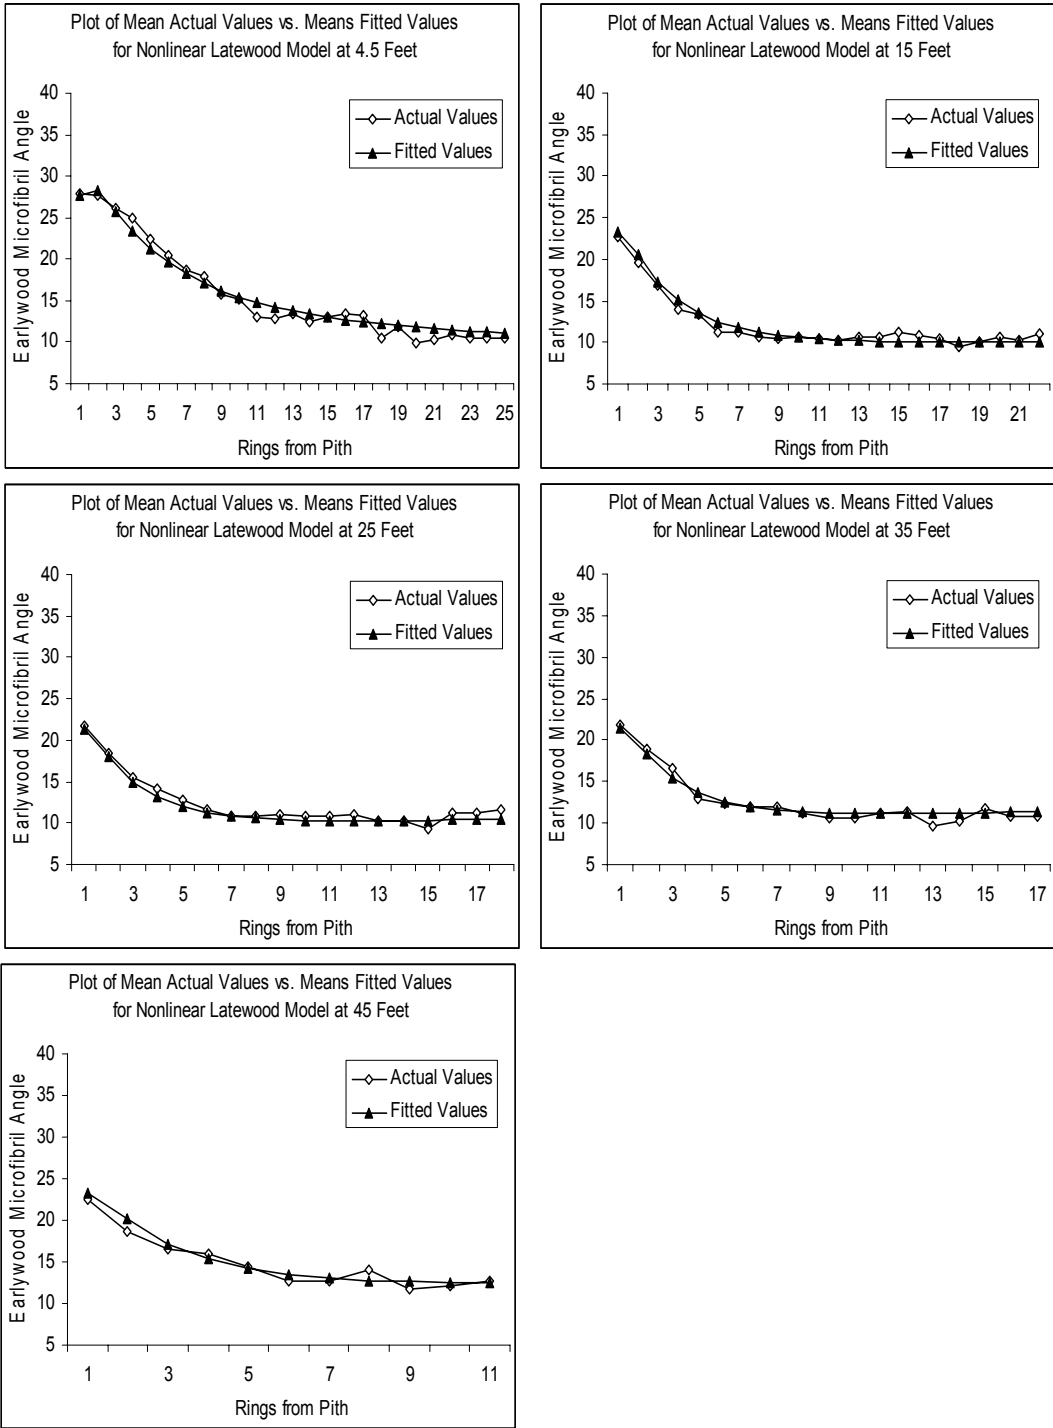 Plot of Mean Actual Values vs. Means Fitted Values
for Nonlinear Latewood Model at 4.5 Feet
Earlywood Microfibril Angle
40
35
30
25
20
15
10
5
Actual Values
Fitted Values
1 3 5 7 9 11 13 15 17 19 21 23 25
Rings from Pith
Plot of Mean Actual Values vs. Means Fitted Values
for Nonlinear Latewood Model at 15 Feet
Earlywood Microfibril Angle
40
35
30
25
20
15
10
5
Actual Values
Fitted Values
1 3 5 7 9 11 13 15 17 19 21
Rings from Pith
Plot of Mean Actual Values vs. Means Fitted Values
for Nonlinear Latewood Model at 25 Feet
Earlywood Microfibril Angle
40
35
30
25
20
15
10
5
Actual Values
Fitted Values
1 3 5 7 9 11 13 15 17
Rings from Pith
Plot of Mean Actual Values vs. Means Fitted Values
for Nonlinear Latewood Model at 35 Feet
Earlywood Microfibril Angle
40
35
30
25
20
15
10
5
Actual Values
Fitted Values
1 3 5 7 9 11 13 15 17
Rings from Pith
Plot of Mean Actual Values vs. Means Fitted Values
for Nonlinear Latewood Model at 45 Feet
Earlywood Microfibril Angle
40
35
30
25
20
15
10
5
Actual Values
Fitted Values
1 3 5 7 9 11
Rings from Pith